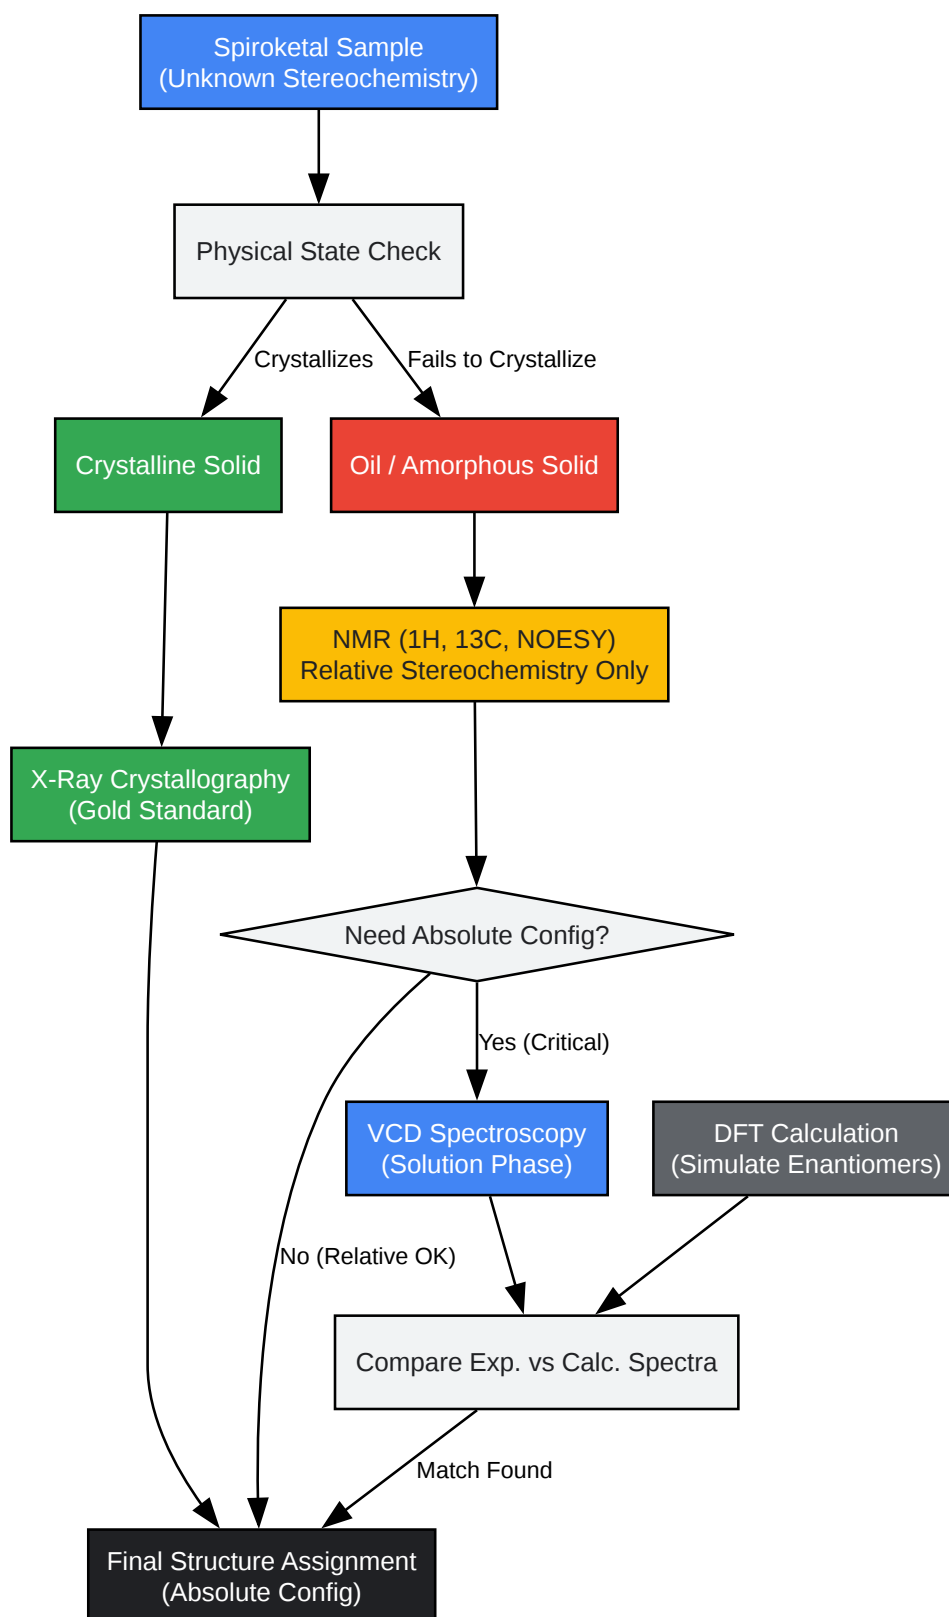 Spiroketal Sample
(Unknown Stereochemistry)
Physical State Check
Crystallizes
Fails to Crystallize
Crystalline Solid
Oil / Amorphous Solid
NMR (1H, 13C, NOESY)
Relative Stereochemistry Only
X-Ray Crystallography
(Gold Standard)
Need Absolute Config?
Yes (Critical)
VCD Spectroscopy
(Solution Phase)
DFT Calculation
(Simulate Enantiomers)
No (Relative OK)
Compare Exp. vs Calc. Spectra
Match Found
Final Structure Assignment
(Absolute Config)